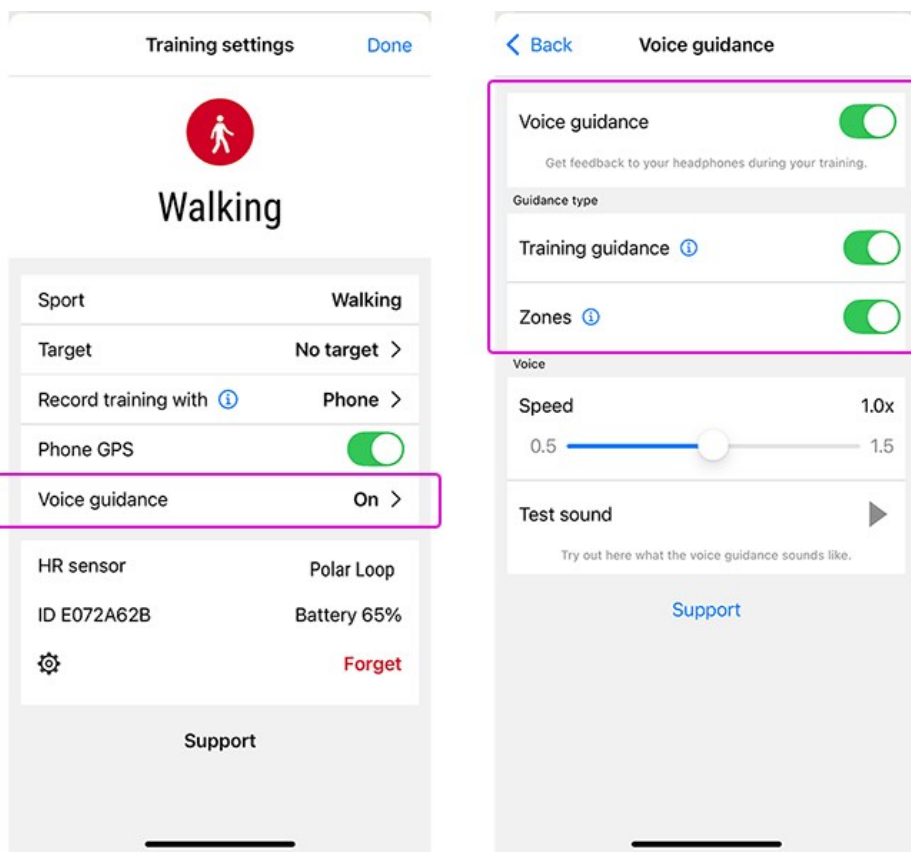 Training settings
Done
Walking
Sport Walking
Target No target >
Record training with Phone >
Phone GPS
Voice guidance On >
HR sensor Polar Loop
ID E072A62B Battery 65%
Forget
Support
Back
Voice guidance
Voice guidance
Get feedback to your headphones during your training.
Guidance type
Training guidance
Zones
Voice
Speed 1.0x
0.5 1.5
Test sound
Try out here what the voice guidance sounds like.
Support